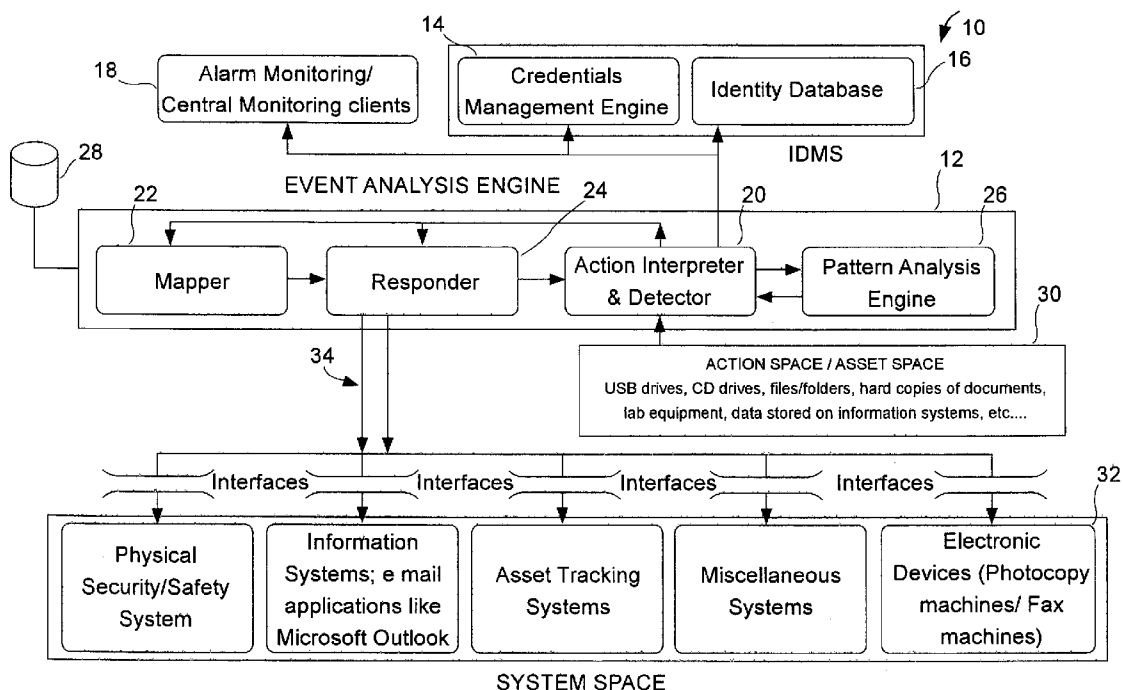 10
14
18
Alarm Monitoring/
Central Monitoring clients
Credentials
Management Engine
Identity Database
16
IDMS
28
EVENT ANALYSIS ENGINE
22
24
20
12
26
Mapper
Responder
Action Interpreter
& Detector
Pattern Analysis
Engine
30
34
ACTION SPACE / ASSET SPACE
USB drives, CD drives, files/folders, hard copies of documents,
lab equipment, data stored on information systems, etc....
Interfaces
Interfaces
Interfaces
Interfaces
32
Physical
Security/Safety
System
Information
Systems; e mail
applications like
Microsoft Outlook
Asset Tracking
Systems
Miscellaneous
Systems
Electronic
Devices (Photocopy
machines/ Fax
machines)
SYSTEM SPACE